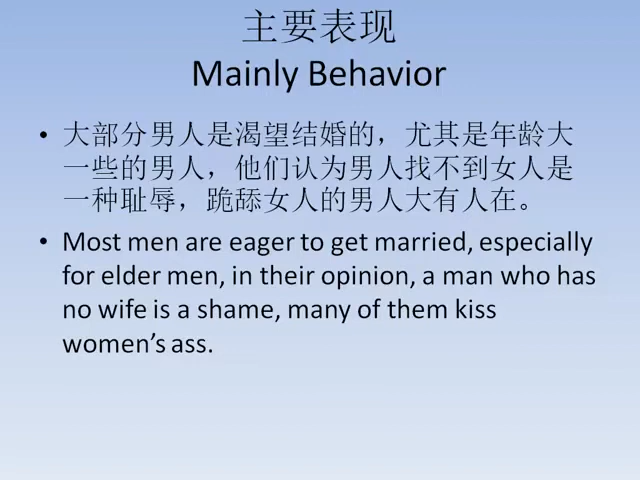 主要表现
Mainly Behavior
• 大部分男人是渴望结婚的，尤其是年龄大
一些的男人，他们认为男人找不到女人是
一种耻辱，跪舔女人的男人大有人在。
• Most men are eager to get married, especially
for elder men, in their opinion, a man who has
no wife is a shame, many of them kiss
women's ass.